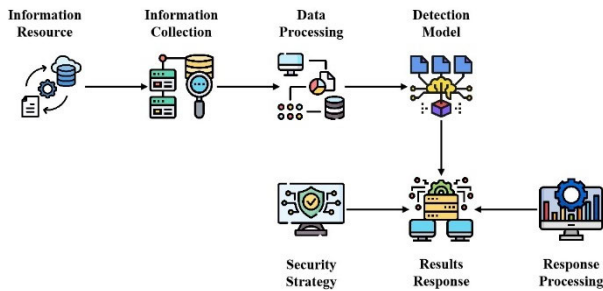 Information
Resource
Information
Collection
Data
Processing
Detection
Model
Security
Strategy
Results
Response
Response
Processing